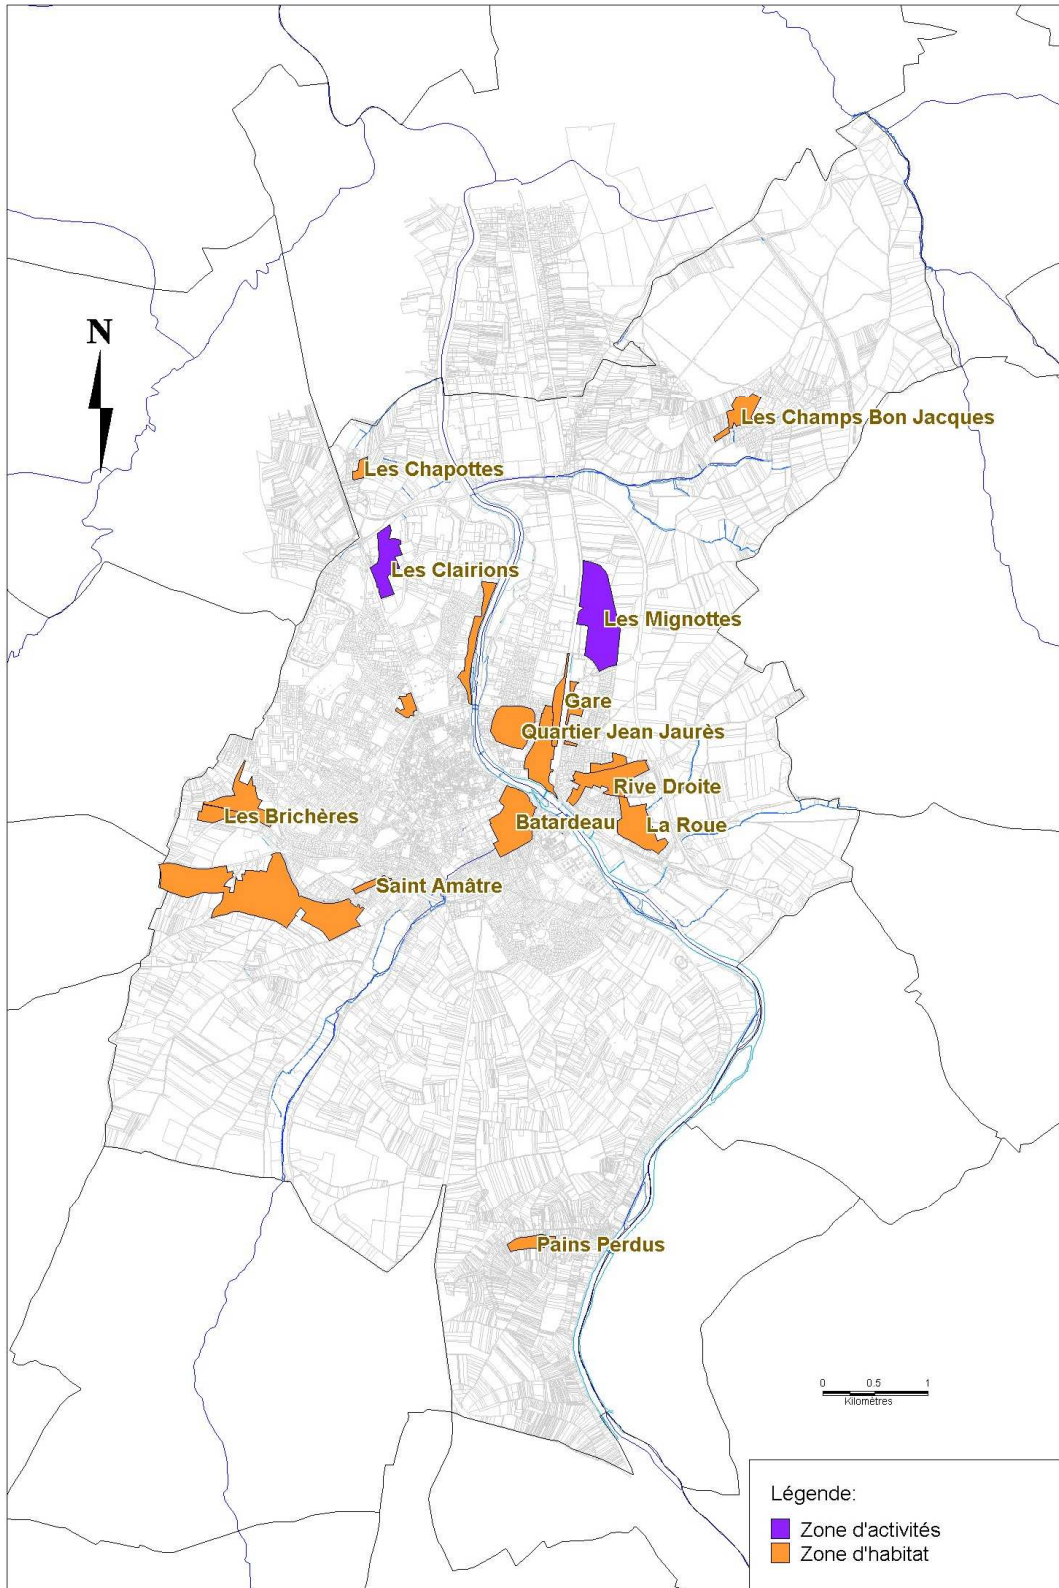 N
Les Champs Bon Jacques
Les Chapottes
Les Clairions
Les Mignottes
Gare
Quartier Jean Jaurès
Rive Droite
Les Brichères
Batardeau
La Roue
Saint Amâtre
Pains Perdus
0 0.5 1
Kilomètres
Légende:
Zone d'activités
Zone d'habitat